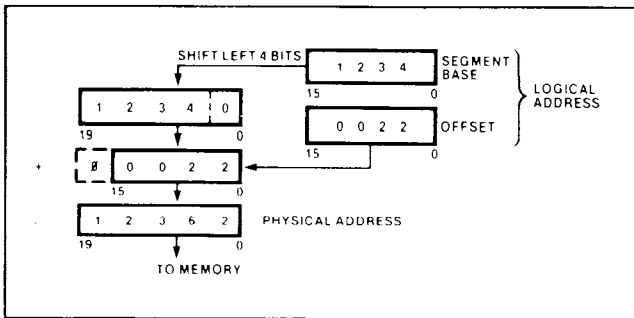 SHIFT LEFT 4 BITS
1 2 3 4
SEGMENT BASE
15 0
LOGICAL ADDRESS
1 2 3 4 0
19 0
0 0 2 2
OFFSET
15 0
+
0 0 0 2 2
15 0
1 2 3 6 2
PHYSICAL ADDRESS
19 0
TO MEMORY